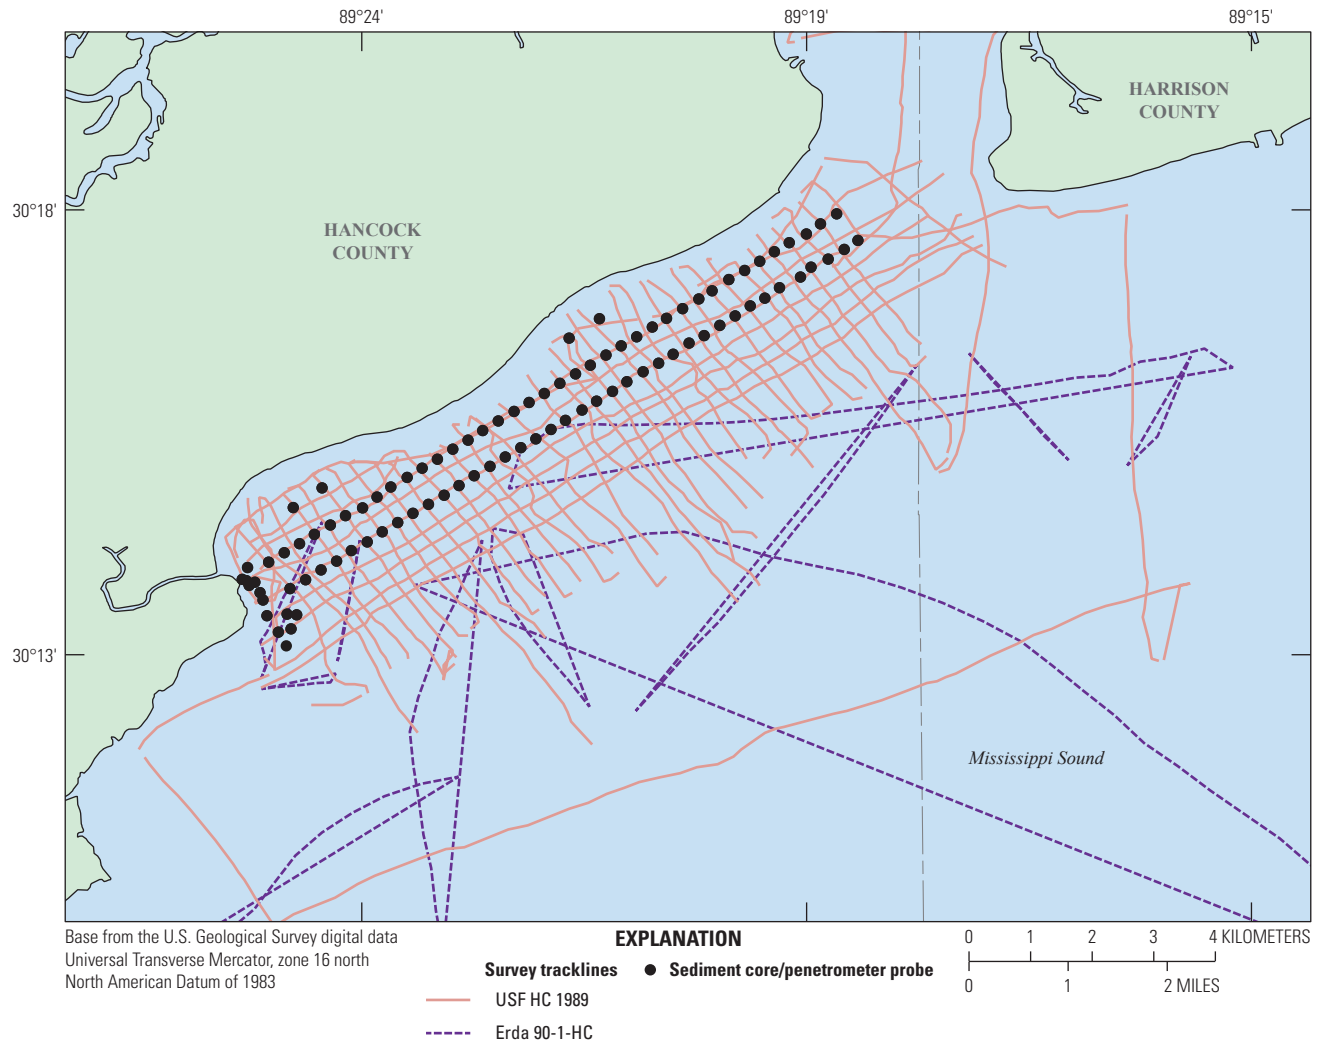 89°24'
89°19'
89°15'
HARRISON
COUNTY
30°18'
HANCOCK
COUNTY
30°13'
Mississippi Sound
Base from the U.S. Geological Survey digital data
Universal Transverse Mercator, zone 16 north
North American Datum of 1983
EXPLANATION
Survey tracklines
Sediment core/penetrometer probe
USF HC 1989
Erda 90-1-HC
0 1 2 3 4 KILOMETERS
0 1 2 MILES